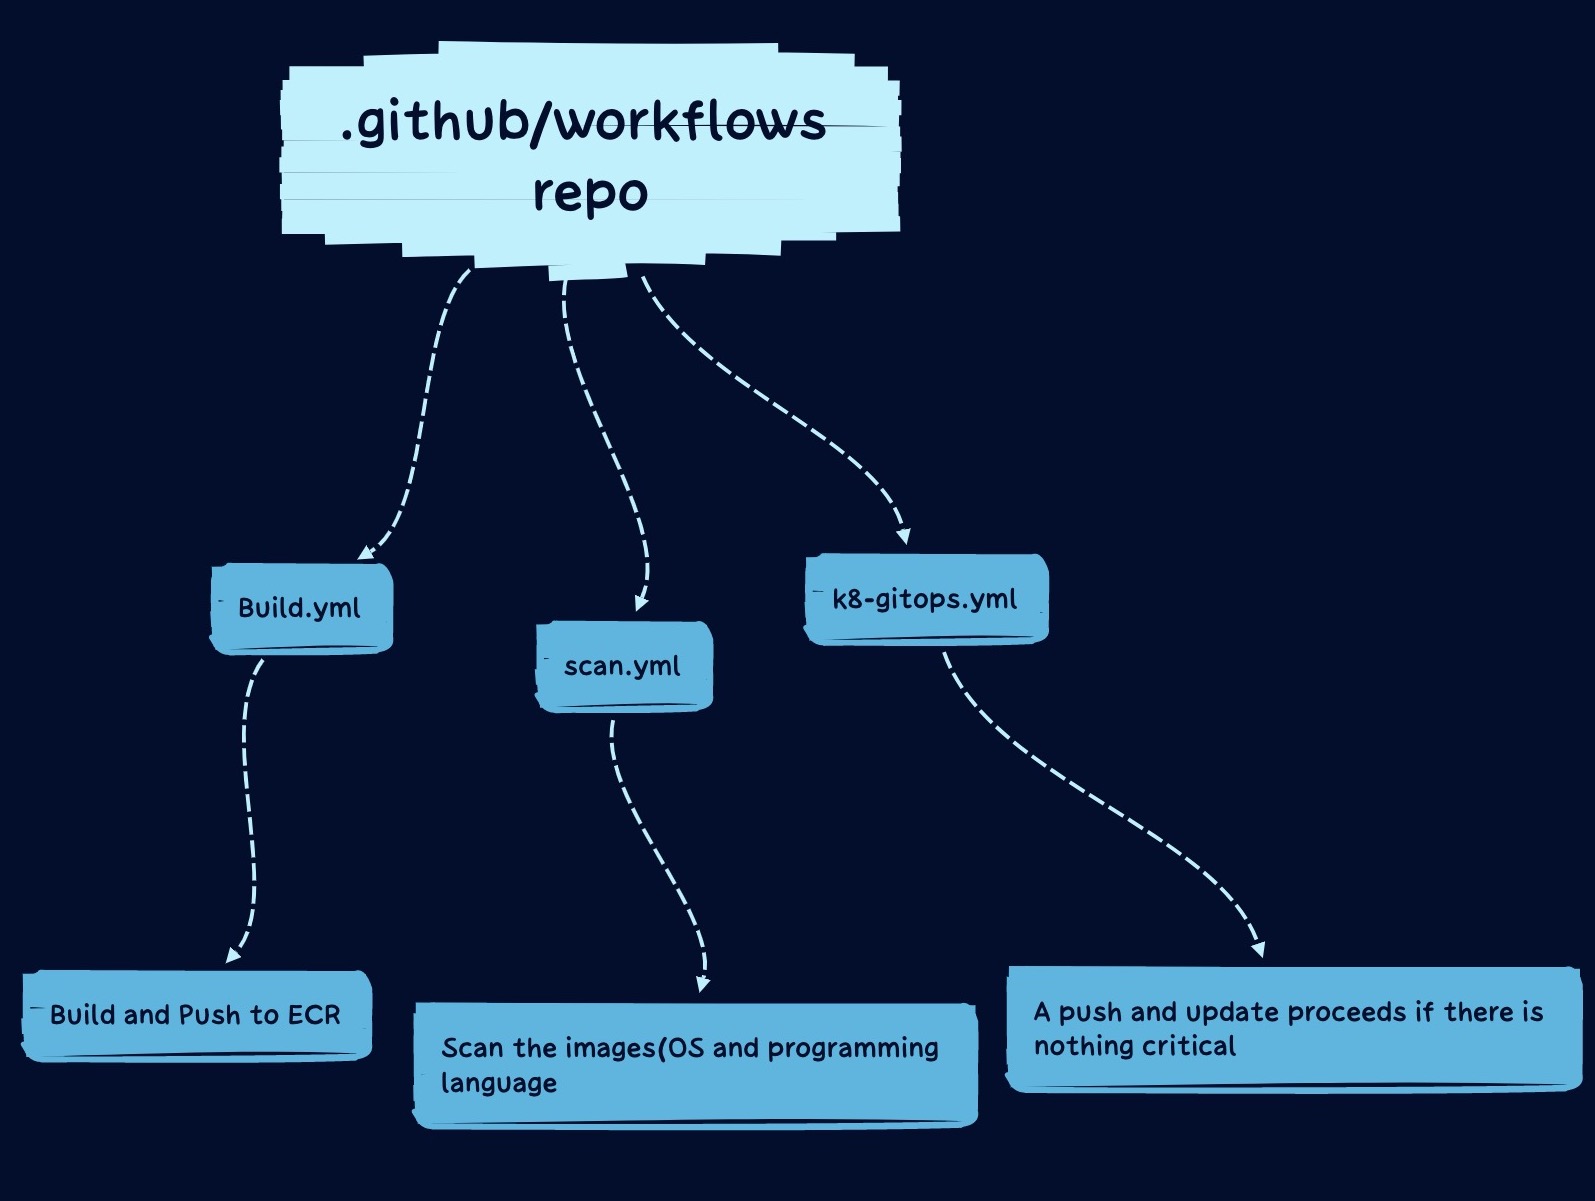 .github/workflows
repo
Build.yml
scan.yml
k8-gitops.yml
Build and Push to ECR
Scan the images(OS and programming
language
A push and update proceeds if there is
nothing critical